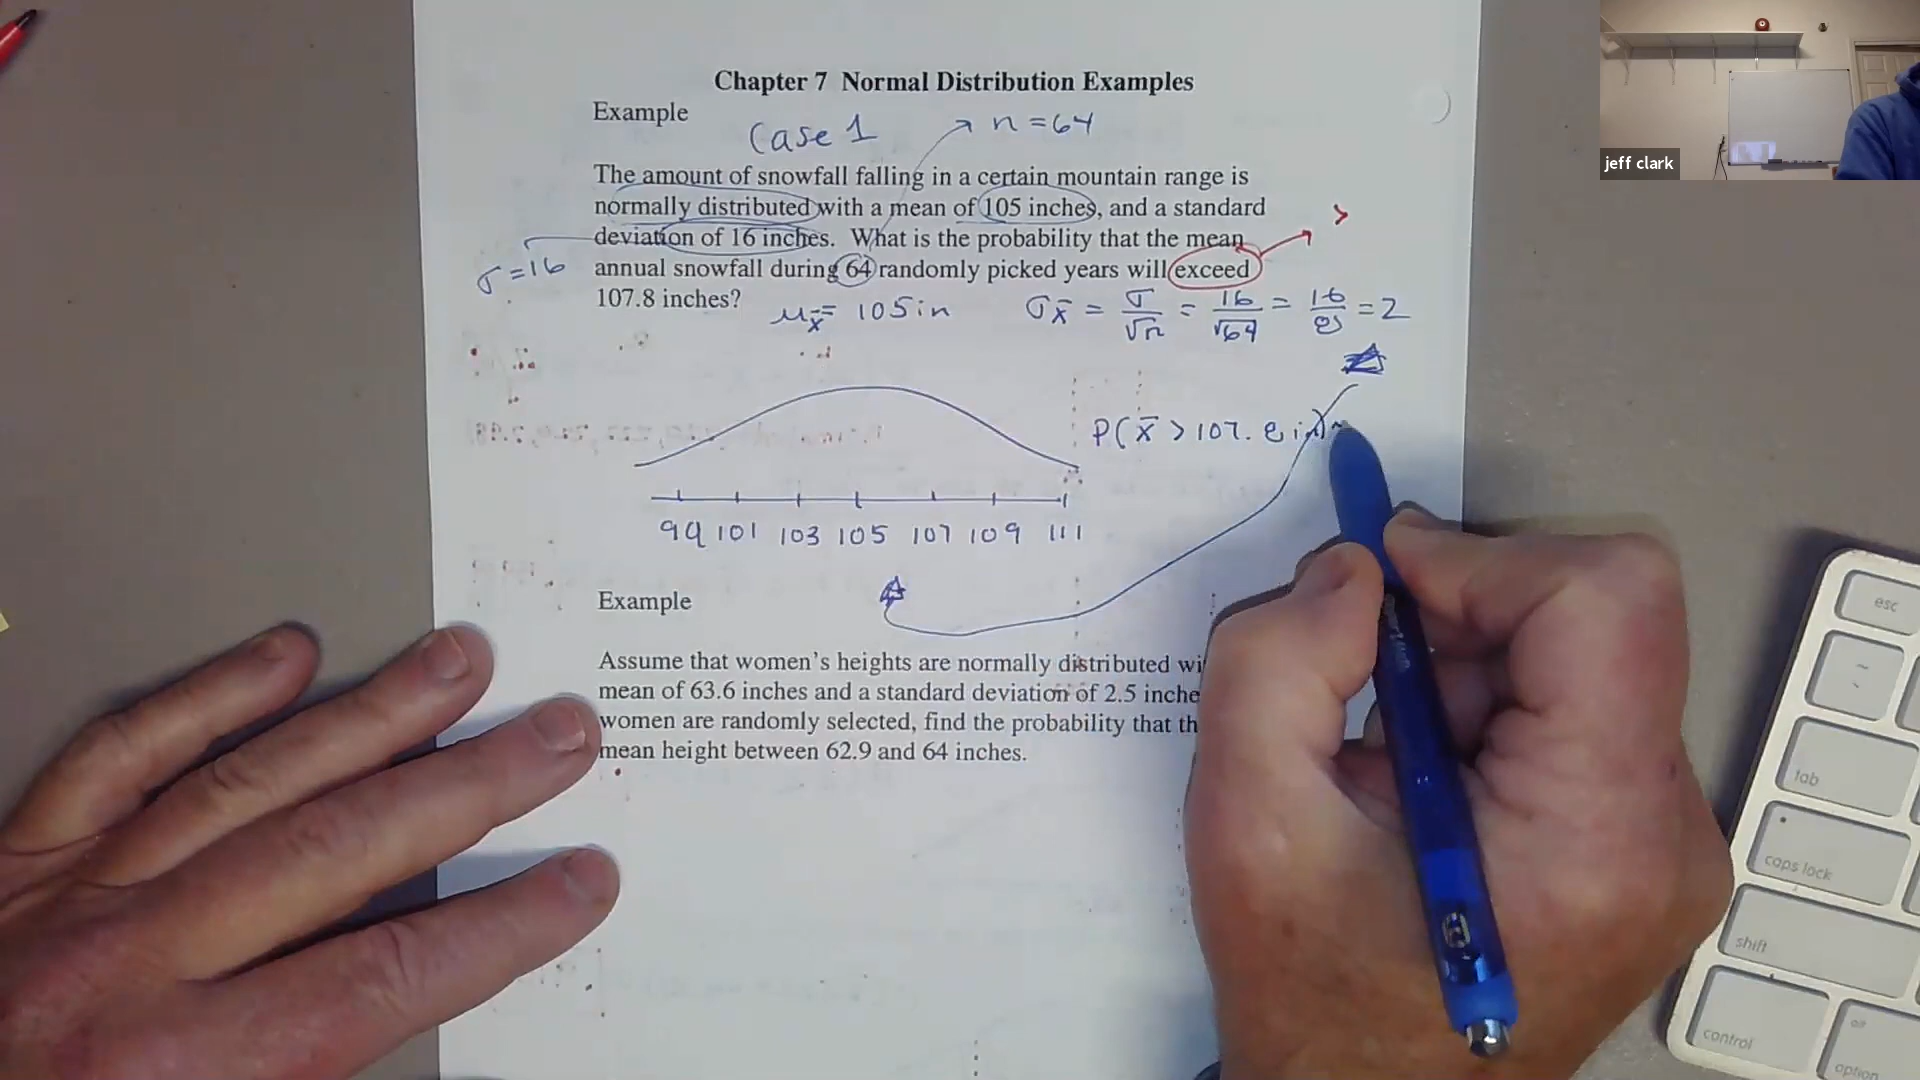 Chapter 7 Normal Distribution Examples
Example
Case 1
n = 64
The amount of snowfall falling in a certain mountain range is
normally distributed with a mean of 105 inches, and a standard
>
deviation of 16 inches. What is the probability that the mean
σ = 16
annual snowfall during 64 randomly picked years will exceed
107.8 inches?
μx̄ = 105 in
σx̄ = σ/√n = 16/√64 = 16/8 = 2
P(x̄ > 107.8 in)
99 101 103 105 107 109 111
Example
Assume that women's heights are normally distributed wi
mean of 63.6 inches and a standard deviation of 2.5 inche
women are randomly selected, find the probability that th
mean height between 62.9 and 64 inches.
jeff clark
esc
~
tab
caps lock
shift
control
alt
option